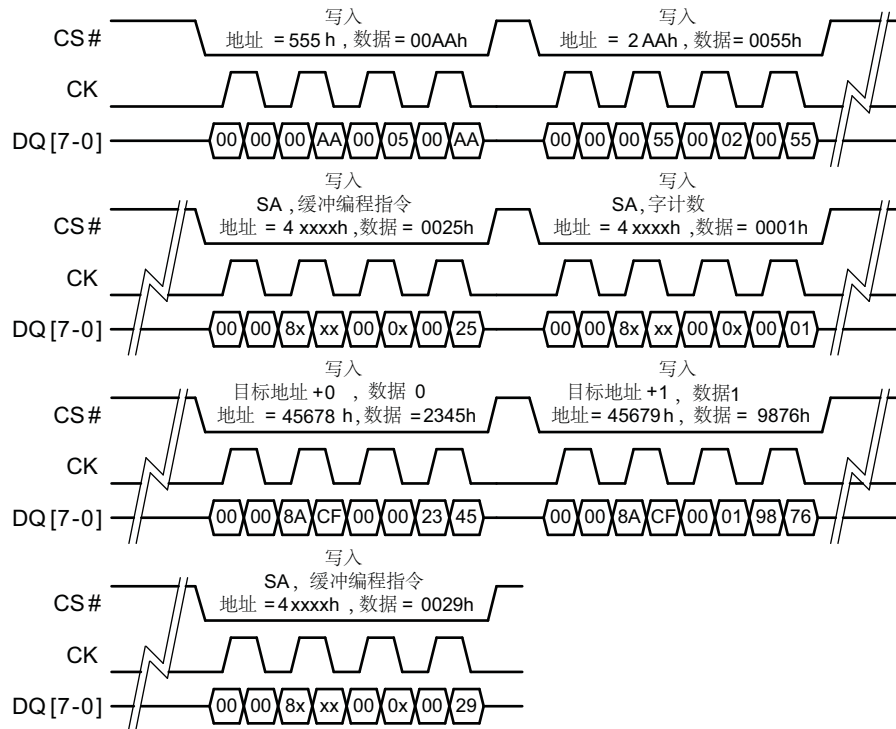 写入 写入
CS# 地址 = 555 h , 数据 = 00AAh 地址 = 2 AAh, 数据= 0055h
CK
DQ [7-0] 00 00 00 AA 00 05 00 AA 00 00 00 55 00 02 00 55
写入 写入
SA , 缓冲编程指令 SA , 字计数
CS# 地址 = 4 xxxxh , 数据= 0025h 地址 = 4 xxxxh , 数据= 0001h
CK
DQ [7-0] 00 00 8x xx 00 0x 00 25 00 00 8x xx 00 0x 00 01
写入 写入
目标地址 +0 , 数据 0 目标地址 +1 , 数据1
CS# 地址 = 45678 h, 数据 =2345h 地址= 45679 h , 数据 = 9876h
CK
DQ [7-0] 00 00 8A CF 00 00 23 45 00 00 8A CF 00 01 98 76
写入
SA , 缓冲编程指令
CS# 地址 =4 xxxxh , 数据 = 0029h
CK
DQ [7-0] 00 00 8x xx 00 0x 00 29